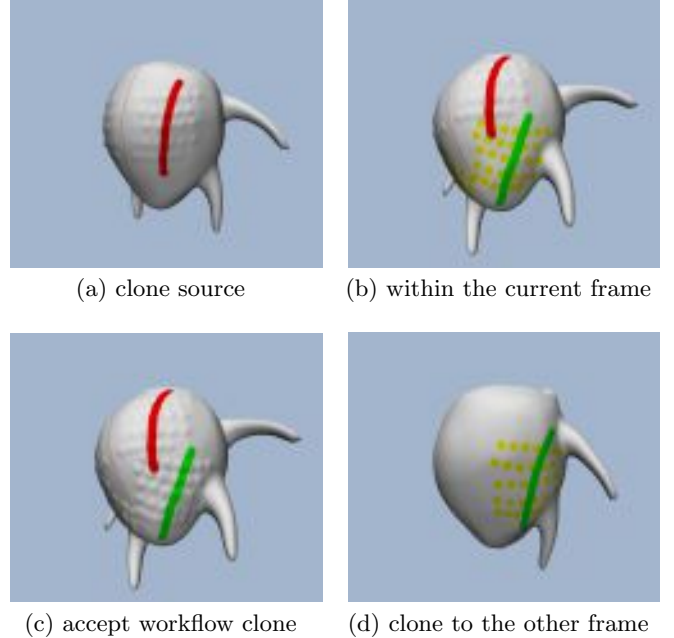 (a) clone source
(b) within the current frame
(c) accept workflow clone
(d) clone to the other frame